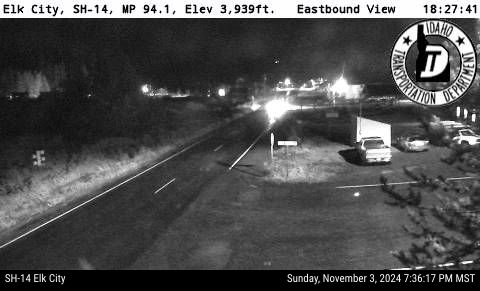 Elk City, SH-14, MP 94.1, Elev 3,939ft. Eastbound View 18:27:41
IDAHO
TRANSPORTATION DEPARTMENT
SH-14 Elk City Sunday, November 3, 2024 7:36:17 PM MST